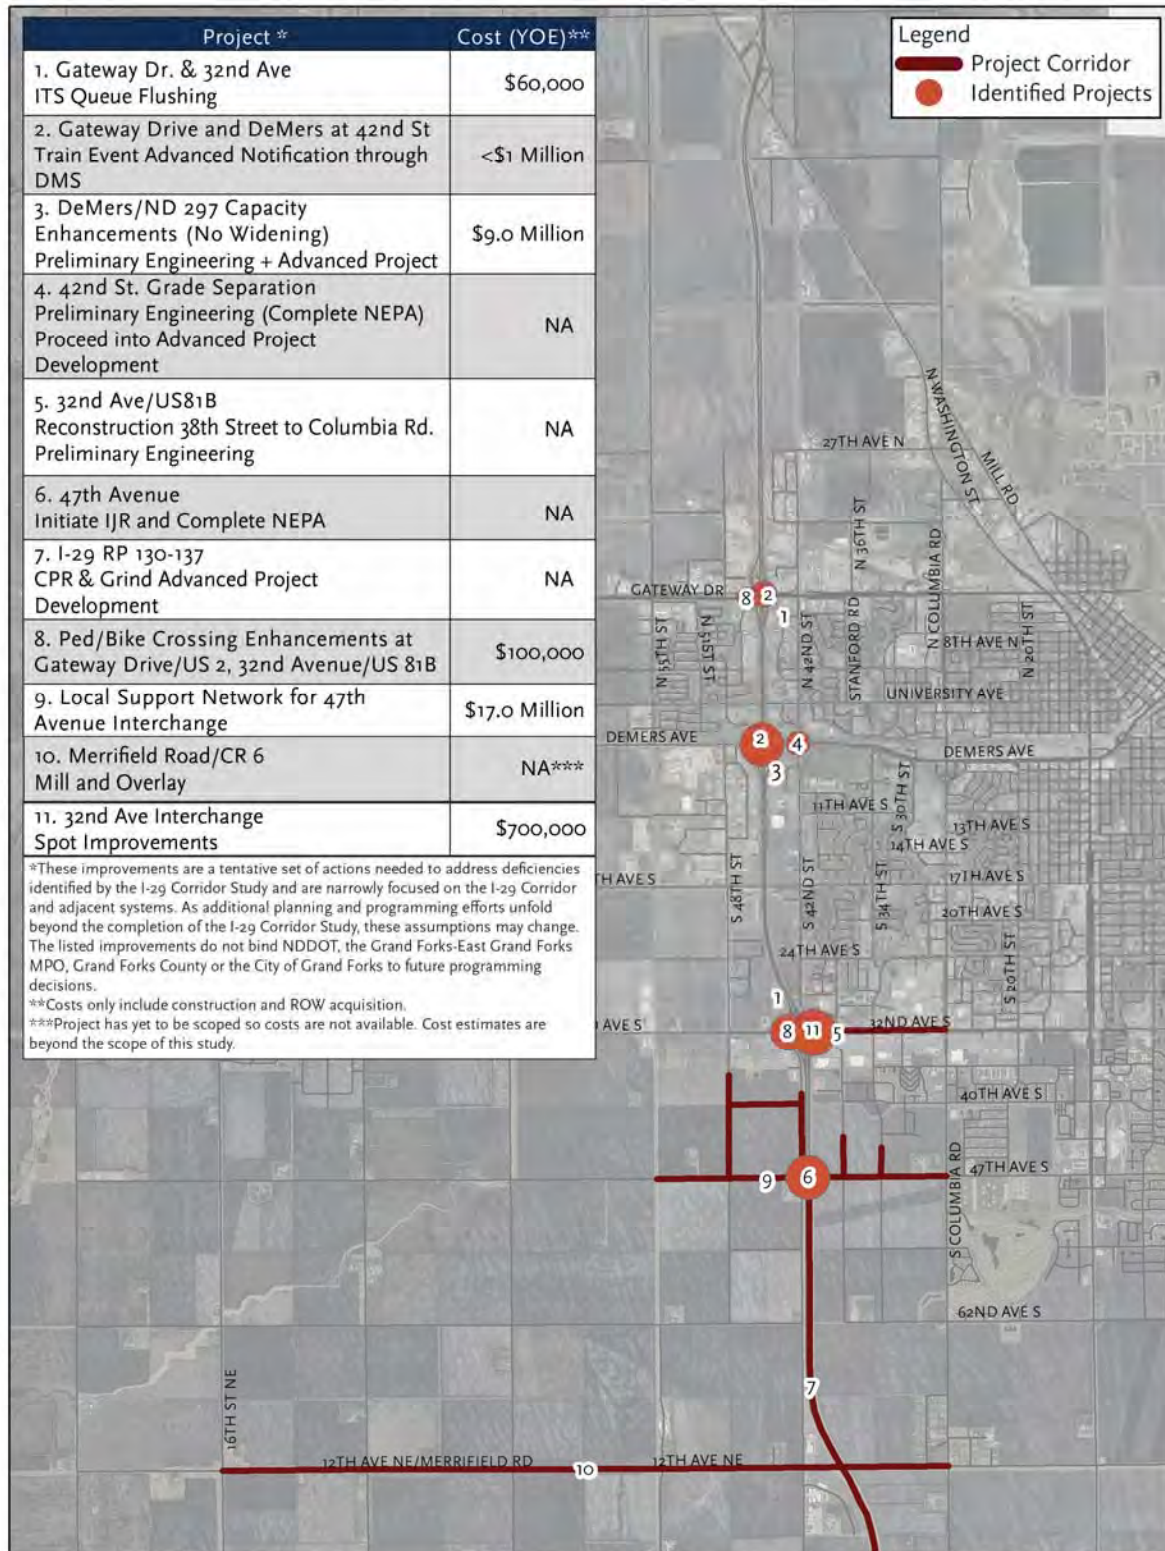 Project * Cost (YOE)**
1. Gateway Dr. & 32nd Ave
ITS Queue Flushing
$60,000
2. Gateway Drive and DeMers at 42nd St
Train Event Advanced Notification through
DMS
<$1 Million
3. DeMers/ND 297 Capacity
Enhancements (No Widening)
Preliminary Engineering + Advanced Project
$9.0 Million
4. 42nd St. Grade Separation
Preliminary Engineering (Complete NEPA)
Proceed into Advanced Project
Development
NA
5. 32nd Ave/US81B
Reconstruction 38th Street to Columbia Rd.
Preliminary Engineering
NA
6. 47th Avenue
Initiate IJR and Complete NEPA
NA
7. I-29 RP 130-137
CPR & Grind Advanced Project
Development
NA
8. Ped/Bike Crossing Enhancements at
Gateway Drive/US 2, 32nd Avenue/US 81B
$100,000
9. Local Support Network for 47th
Avenue Interchange
$17.0 Million
10. Merrifield Road/CR 6
Mill and Overlay
NA***
11. 32nd Ave Interchange
Spot Improvements
$700,000
*These improvements are a tentative set of actions needed to address deficiencies
identified by the I-29 Corridor Study and are narrowly focused on the I-29 Corridor
and adjacent systems. As additional planning and programming efforts unfold
beyond the completion of the I-29 Corridor Study, these assumptions may change.
The listed improvements do not bind NDDOT, the Grand Forks-East Grand Forks
MPO, Grand Forks County or the City of Grand Forks to future programming
decisions.
**Costs only include construction and ROW acquisition.
***Project has yet to be scoped so costs are not available. Cost estimates are
beyond the scope of this study.
Legend
Project Corridor
Identified Projects
N WASHINGTON ST
MILL RD
27TH AVE N
N 36TH ST
N COLUMBIA RD
GATEWAY DR
8
2
1
N 55TH ST
N 51ST ST
N 42ND ST
STANFORD RD
8TH AVE N
N 20TH ST
UNIVERSITY AVE
DEMERS AVE
2
4
3
DEMERS AVE
11TH AVE S
S 30TH ST
13TH AVE S
14TH AVE S
TH AVE S
S 48TH ST
S 42ND ST
S 34TH ST
17TH AVE S
20TH AVE S
24TH AVE S
S 20TH ST
1
AVE S
8
11
5
32ND AVE S
40TH AVE S
9
6
47TH AVE S
S COLUMBIA RD
62ND AVE S
7
16TH ST NE
12TH AVE NE/MERRIFIELD RD
10
12TH AVE NE